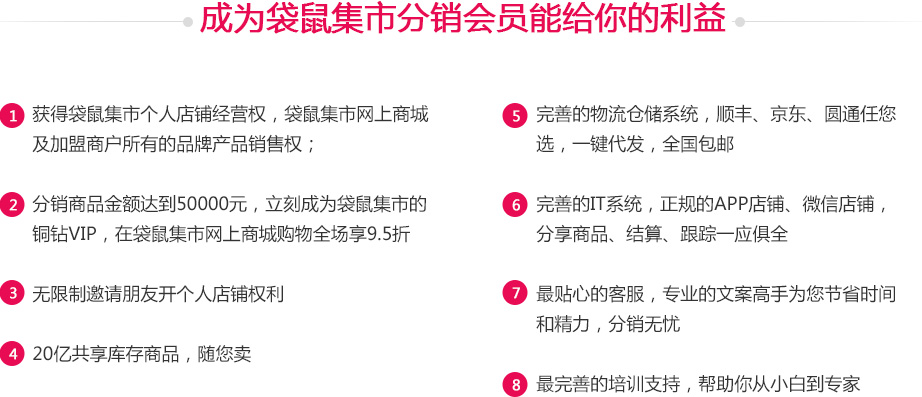 成为袋鼠集市分销会员能给你的利益
1 获得袋鼠集市个人店铺经营权，袋鼠集市网上商城
及加盟商户所有的品牌产品销售权；
2 分销商品金额达到50000元，立刻成为袋鼠集市的
铜钻VIP，在袋鼠集市网上商城购物全场享9.5折
3 无限制邀请朋友开个人店铺权利
4 20亿共享库存商品，随您卖
5 完善的物流仓储系统，顺丰、京东、圆通任您
选，一键代发，全国包邮
6 完善的IT系统，正规的APP店铺、微信店铺，
分享商品、结算、跟踪一应俱全
7 最贴心的客服，专业的文案高手为您节省时间
和精力，分销无忧
8 最完善的培训支持，帮助你从小白到专家